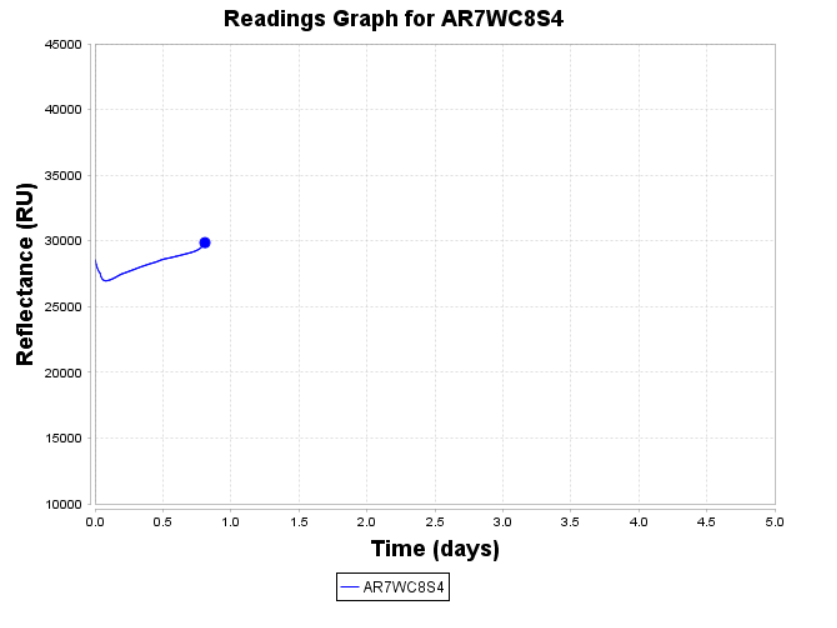 Readings Graph for AR7WC8S4
45000
40000
35000
30000
25000
20000
15000
10000
Reflectance (RU)
0.0 0.5 1.0 1.5 2.0 2.5 3.0 3.5 4.0 4.5 5.0
Time (days)
AR7WC8S4